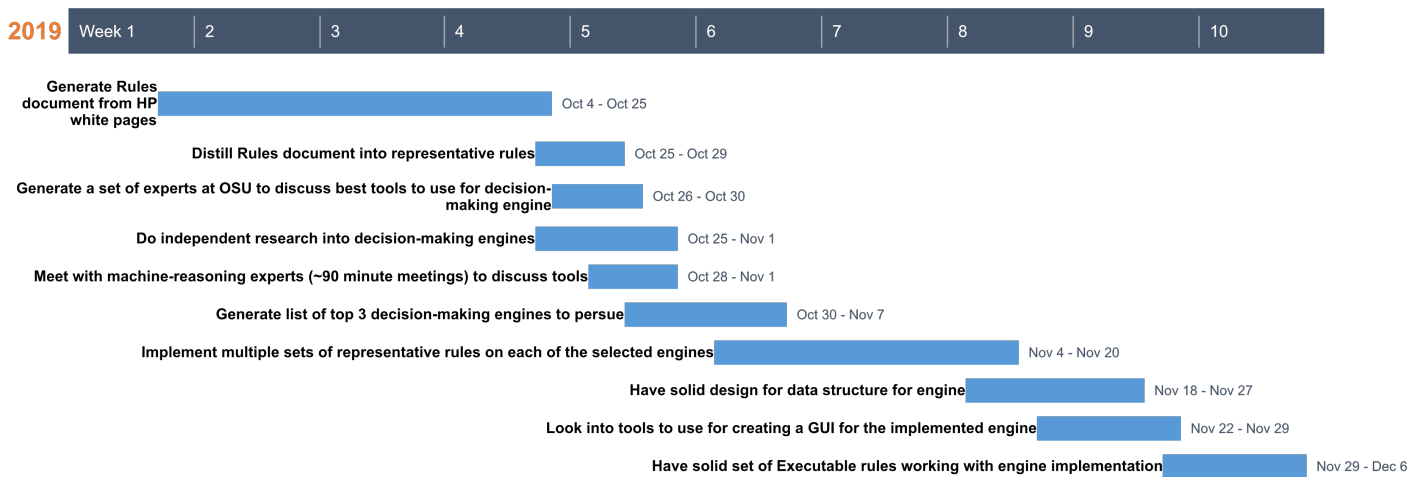 2019 Week 1 2 3 4 5 6 7 8 9 10
Generate Rules
document from HP
white pages
Oct 4 - Oct 25
Distill Rules document into representative rules
Oct 25 - Oct 29
Generate a set of experts at OSU to discuss best tools to use for decision-
making engine
Oct 26 - Oct 30
Do independent research into decision-making engines
Oct 25 - Nov 1
Meet with machine-reasoning experts (~90 minute meetings) to discuss tools
Oct 28 - Nov 1
Generate list of top 3 decision-making engines to persue
Oct 30 - Nov 7
Implement multiple sets of representative rules on each of the selected engines
Nov 4 - Nov 20
Have solid design for data structure for engine
Nov 18 - Nov 27
Look into tools to use for creating a GUI for the implemented engine
Nov 22 - Nov 29
Have solid set of Executable rules working with engine implementation
Nov 29 - Dec 6